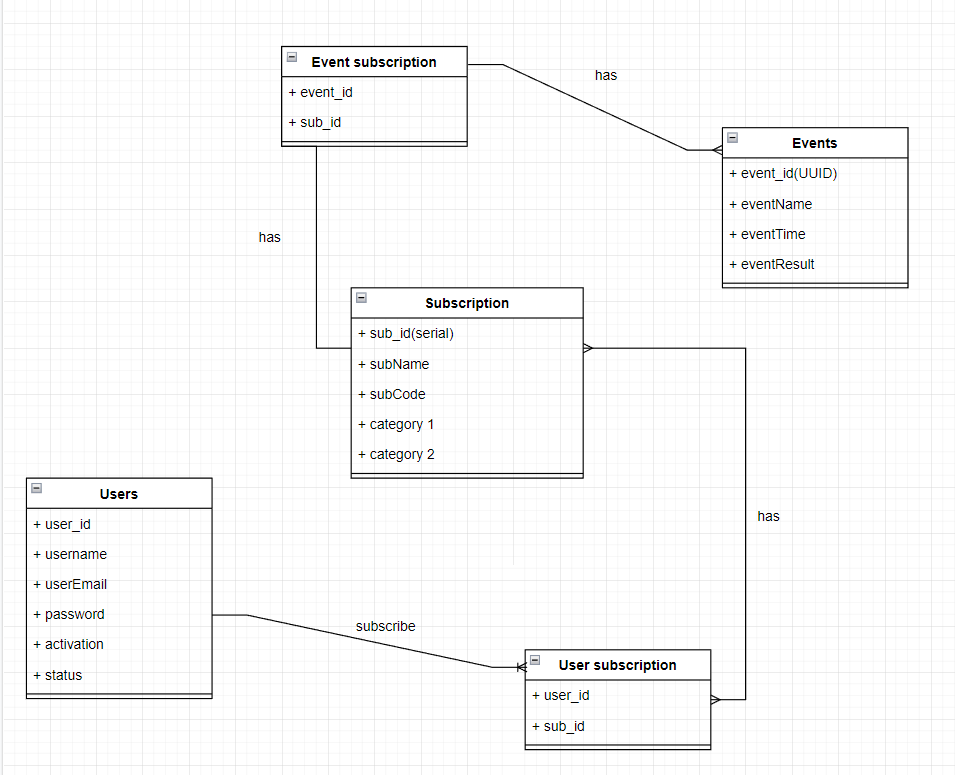 Event subscription
+ event_id
+ sub_id
has
Events
+ event_id(UUID)
+ eventName
+ eventTime
+ eventResult
has
Subscription
+ sub_id(serial)
+ subName
+ subCode
+ category 1
+ category 2
Users
+ user_id
+ username
+ userEmail
+ password
+ activation
+ status
has
subscribe
User subscription
+ user_id
+ sub_id